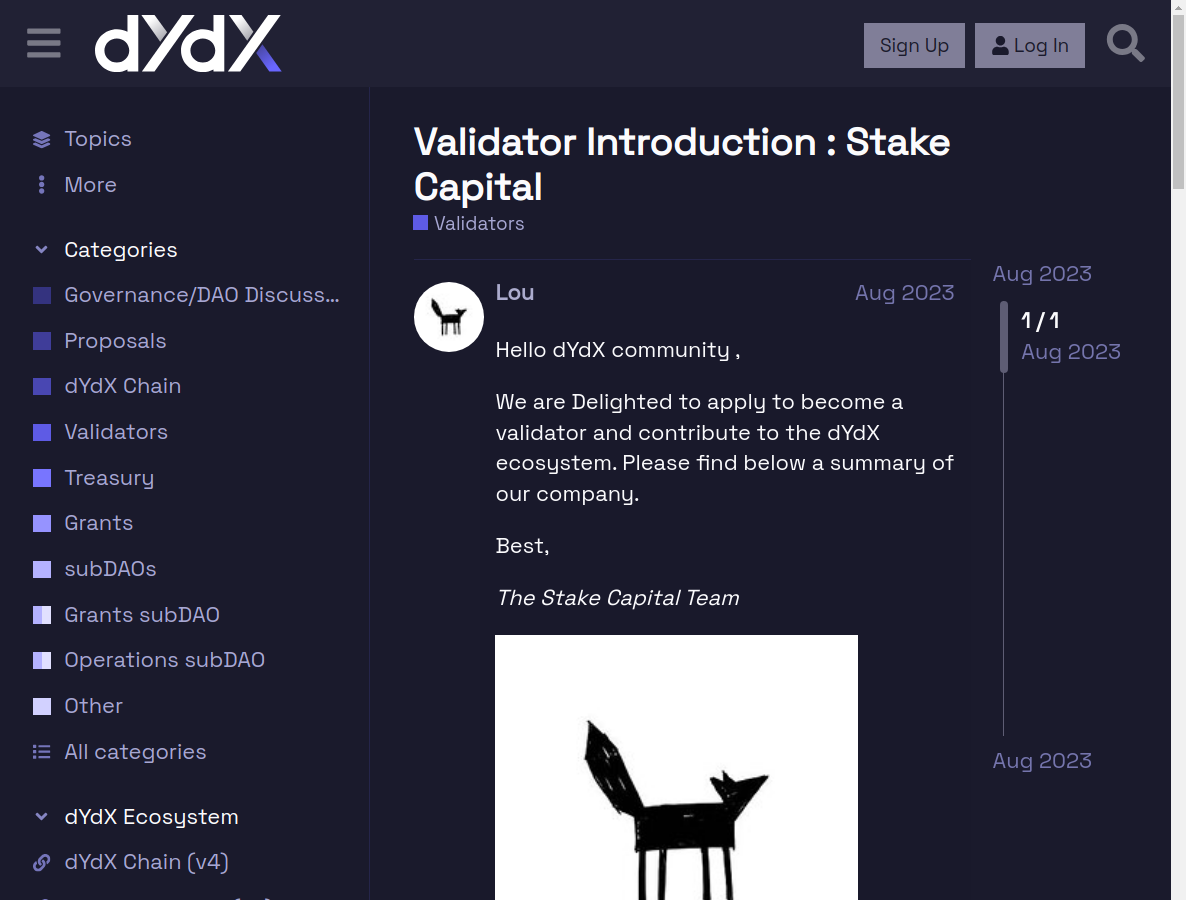 dYdX
Sign Up
Log In
Topics
More
Categories
Governance/DAO Discuss...
Proposals
dYdX Chain
Validators
Treasury
Grants
subDAOs
Grants subDAO
Operations subDAO
Other
All categories
dYdX Ecosystem
dYdX Chain (v4)
Validator Introduction : Stake
Capital
Validators
Lou
Aug 2023
Hello dYdX community ,
We are Delighted to apply to become a
validator and contribute to the dYdX
ecosystem. Please find below a summary of
our company.
Best,
The Stake Capital Team
Aug 2023
1 / 1
Aug 2023
Aug 2023